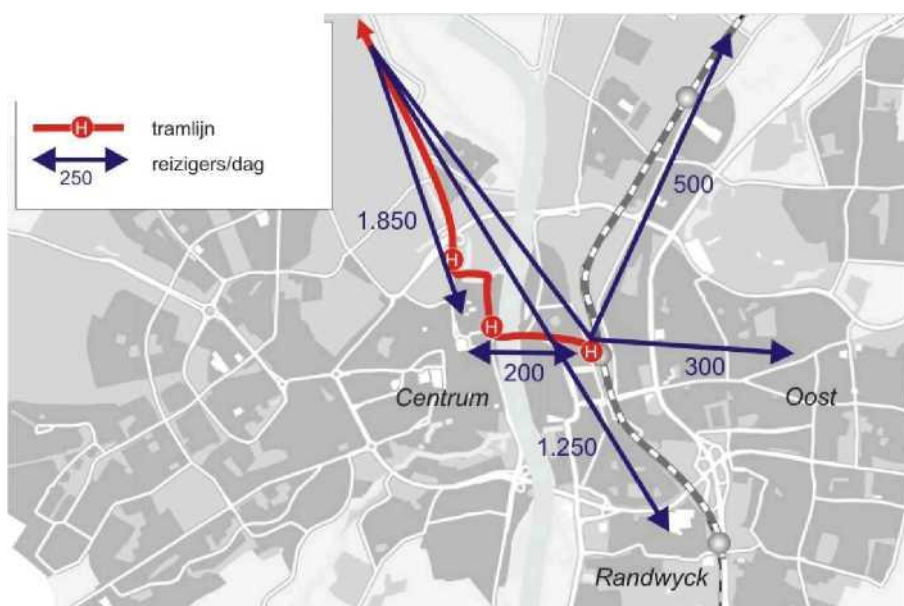 H tramlijn
250 reizigers/dag
1.850
500
H
H
H
200
300
Centrum
Oost
1.250
Randwyck